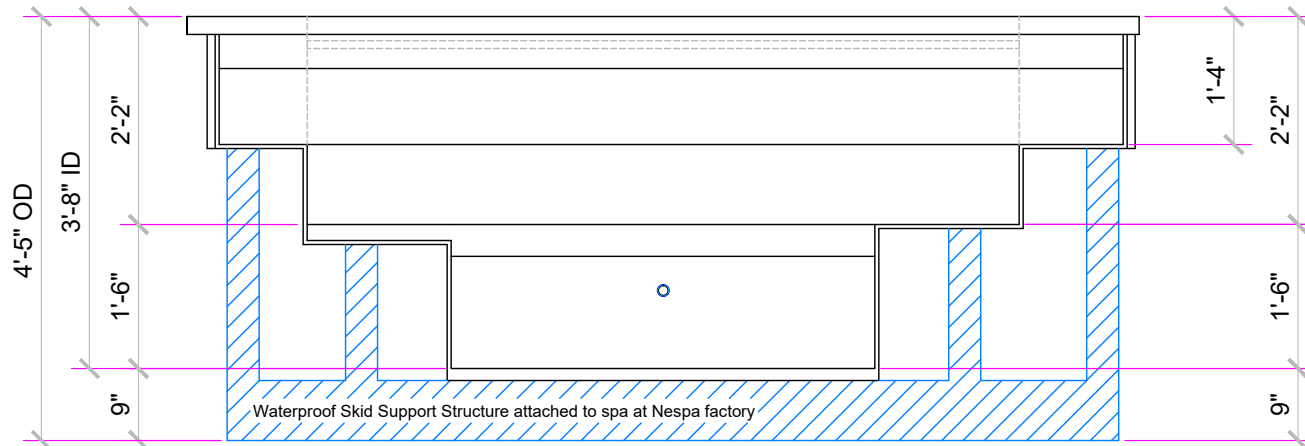 4'-5" OD
3'-8" ID
2'-2"
1'-6"
9"
Waterproof Skid Support Structure attached to spa at Nespa factory
1'-4"
2'-2"
1'-6"
9"